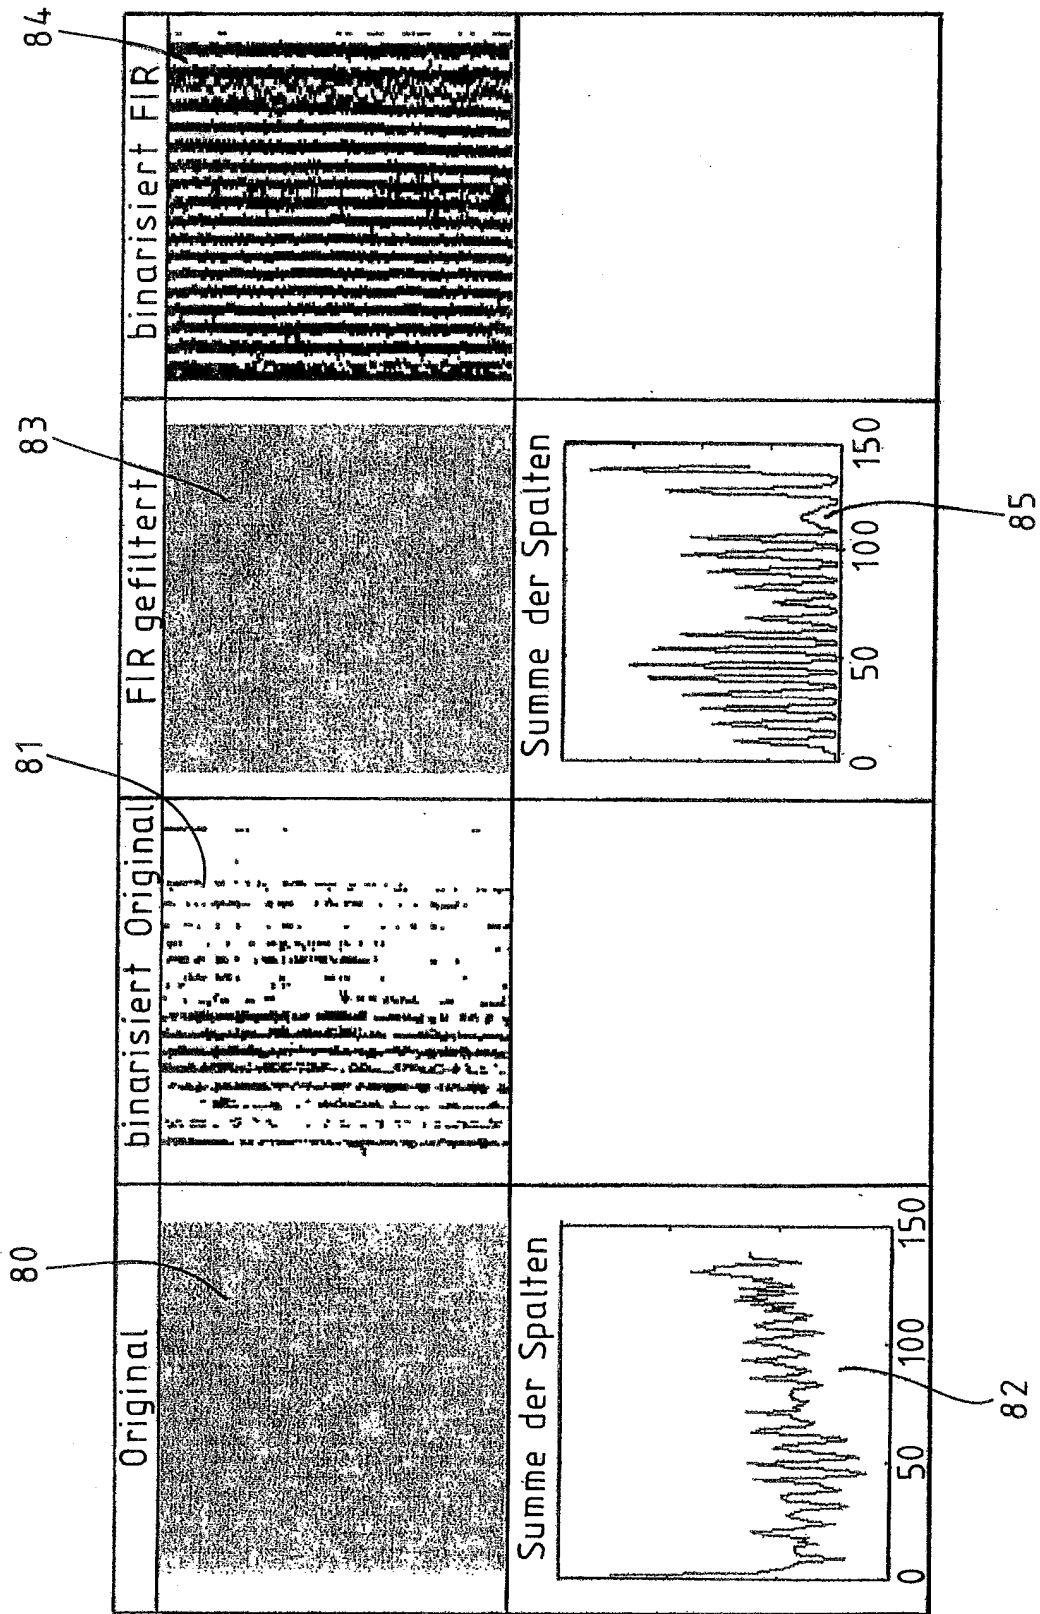 80
81
83
84
Original
binarisiert Original
FIR gefiltert
binarisiert FIR
Summe der Spalten
0
50
100
150
82
Summe der Spalten
0
50
100
150
85